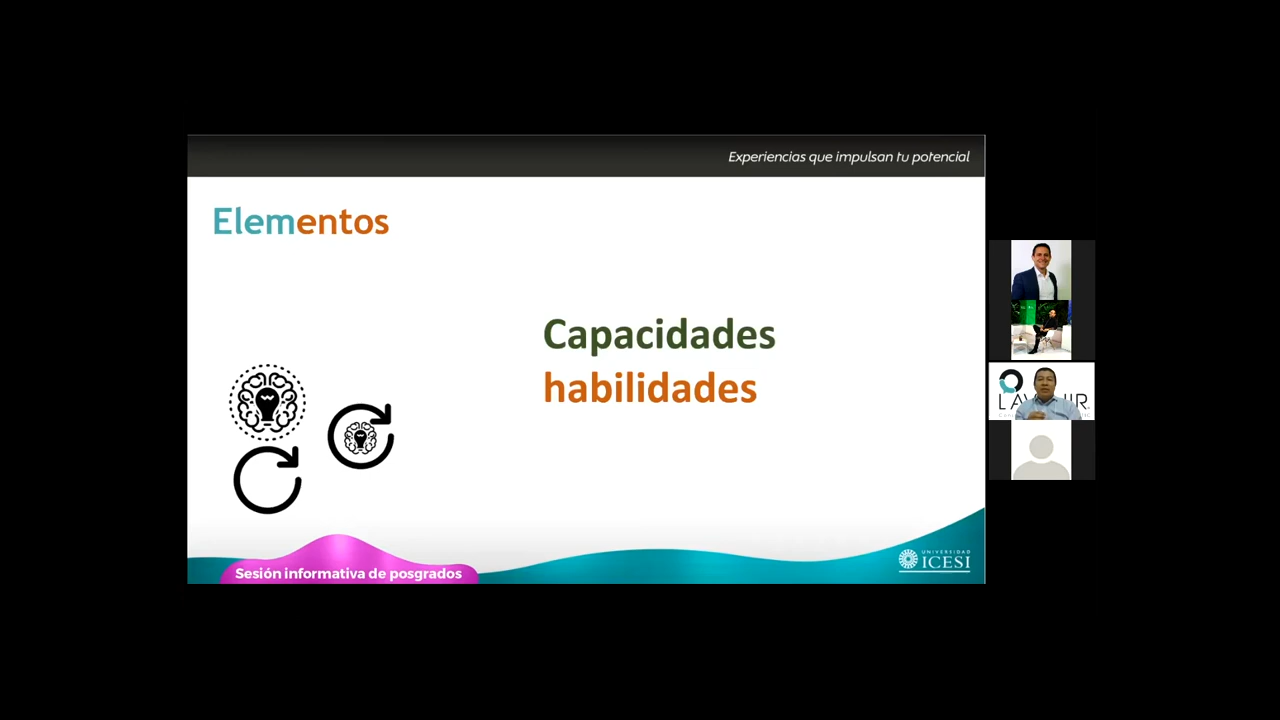 Experiencias que impulsan tu potencial
Elementos
Capacidades
habilidades
Sesión informativa de posgrados
UNIVERSIDAD
ICESI